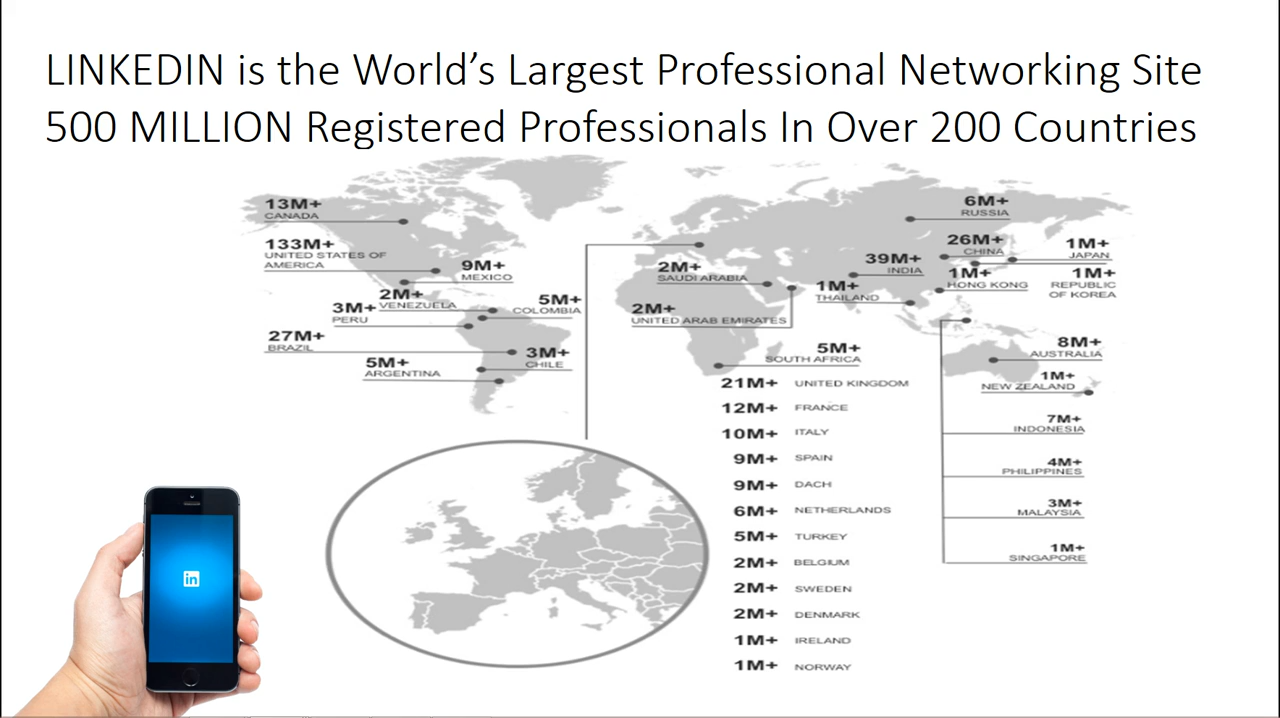 LINKEDIN is the World’s Largest Professional Networking Site
500 MILLION Registered Professionals In Over 200 Countries
13M+
CANADA
133M+
UNITED STATES OF
AMERICA
9M+
MEXICO
2M+
VENEZUELA
3M+
PERU
5M+
COLOMBIA
27M+
BRAZIL
3M+
CHILE
5M+
ARGENTINA
6M+
RUSSIA
26M+
CHINA
1M+
JAPAN
39M+
INDIA
2M+
SAUDI ARABIA
1M+
HONG KONG
1M+
REPUBLIC
OF KOREA
1M+
THAILAND
2M+
UNITED ARAB EMIRATES
5M+
SOUTH AFRICA
8M+
AUSTRALIA
1M+
NEW ZEALAND
7M+
INDONESIA
4M+
PHILIPPINES
3M+
MALAYSIA
1M+
SINGAPORE
21M+ UNITED KINGDOM
12M+ FRANCE
10M+ ITALY
9M+ SPAIN
9M+ DACH
6M+ NETHERLANDS
5M+ TURKEY
2M+ BELGIUM
2M+ SWEDEN
2M+ DENMARK
1M+ IRELAND
1M+ NORWAY
in